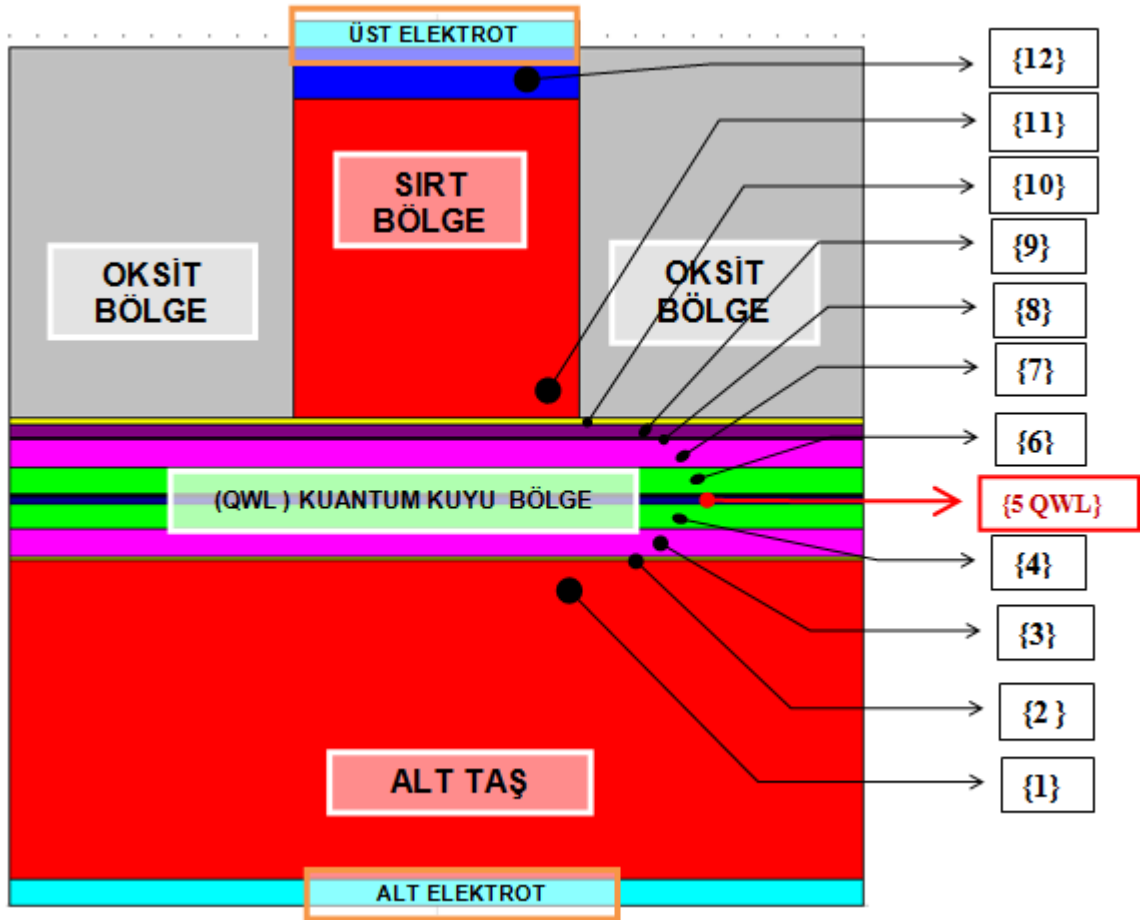 ÜST ELEKTROT
{12}
{11}
SIRT
BÖLGE
{10}
OKSİT
BÖLGE
OKSİT
BÖLGE
{9}
{8}
{7}
{6}
(QWL ) KUANTUM KUYU BÖLGE
{5 QWL}
{4}
{3}
{2 }
ALT TAŞ
{1}
ALT ELEKTROT